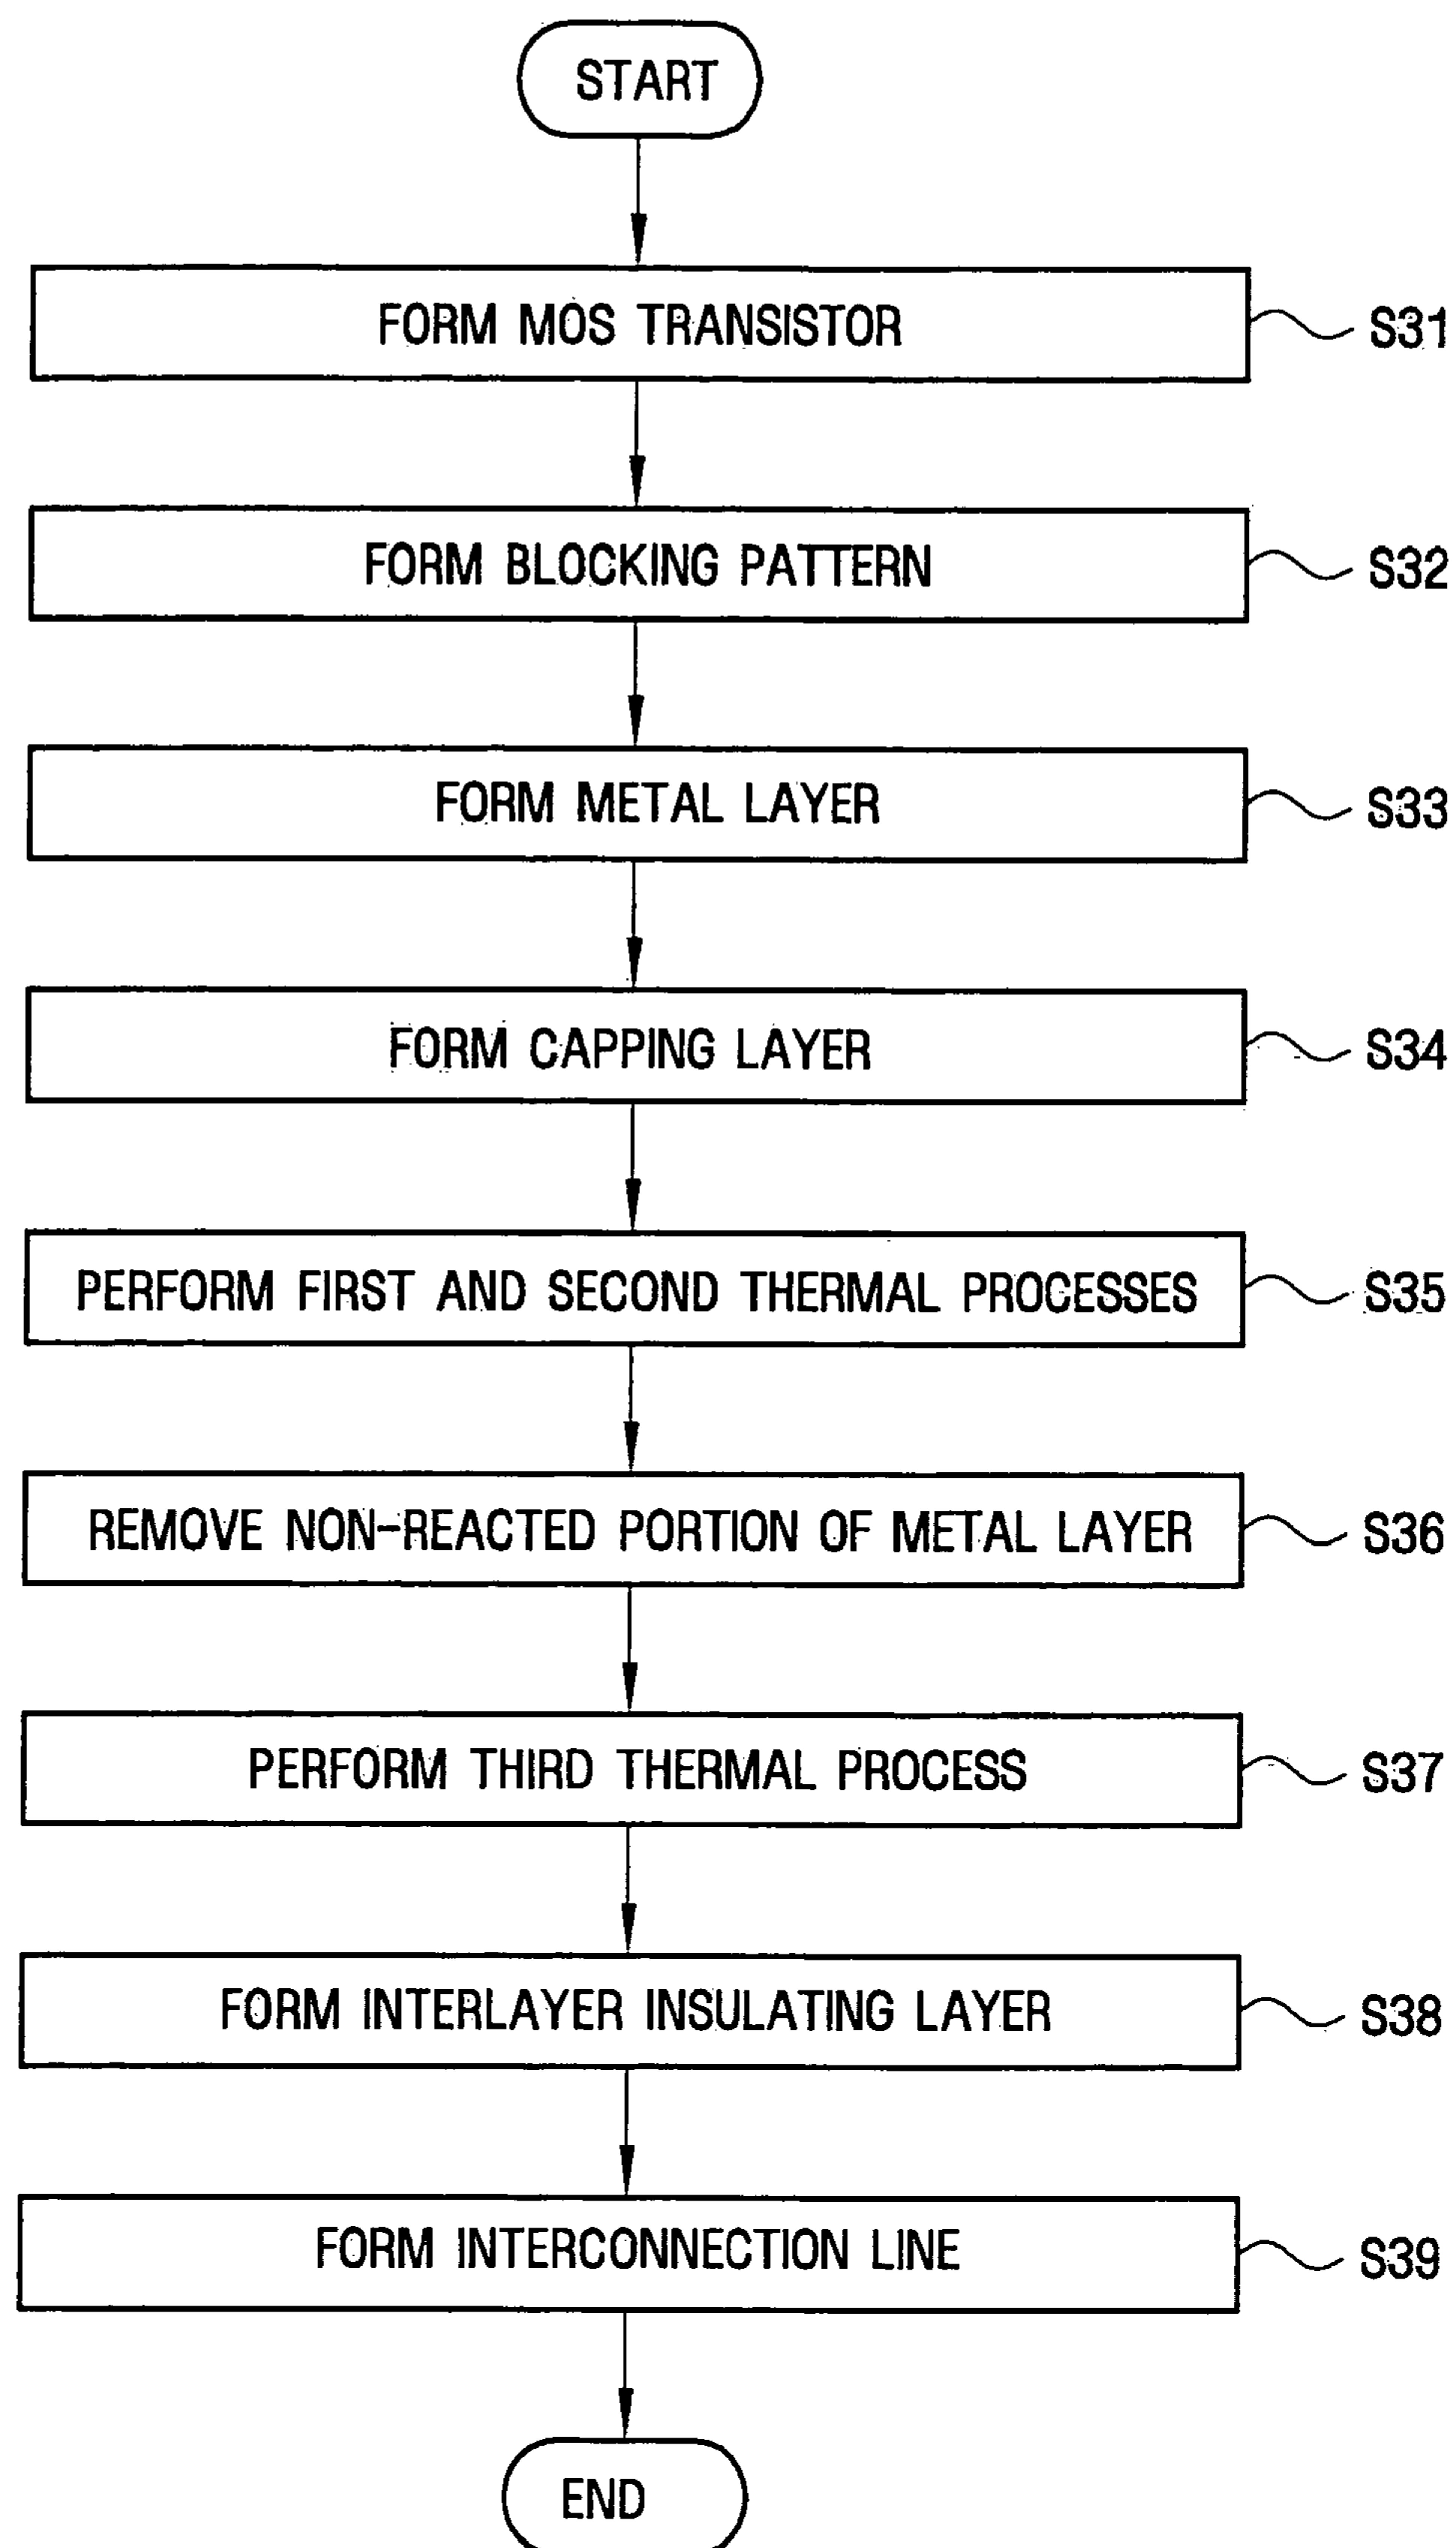 START
FORM MOS TRANSISTOR S31
FORM BLOCKING PATTERN S32
FORM METAL LAYER S33
FORM CAPPING LAYER S34
PERFORM FIRST AND SECOND THERMAL PROCESSES S35
REMOVE NON-REACTED PORTION OF METAL LAYER S36
PERFORM THIRD THERMAL PROCESS S37
FORM INTERLAYER INSULATING LAYER S38
FORM INTERCONNECTION LINE S39
END